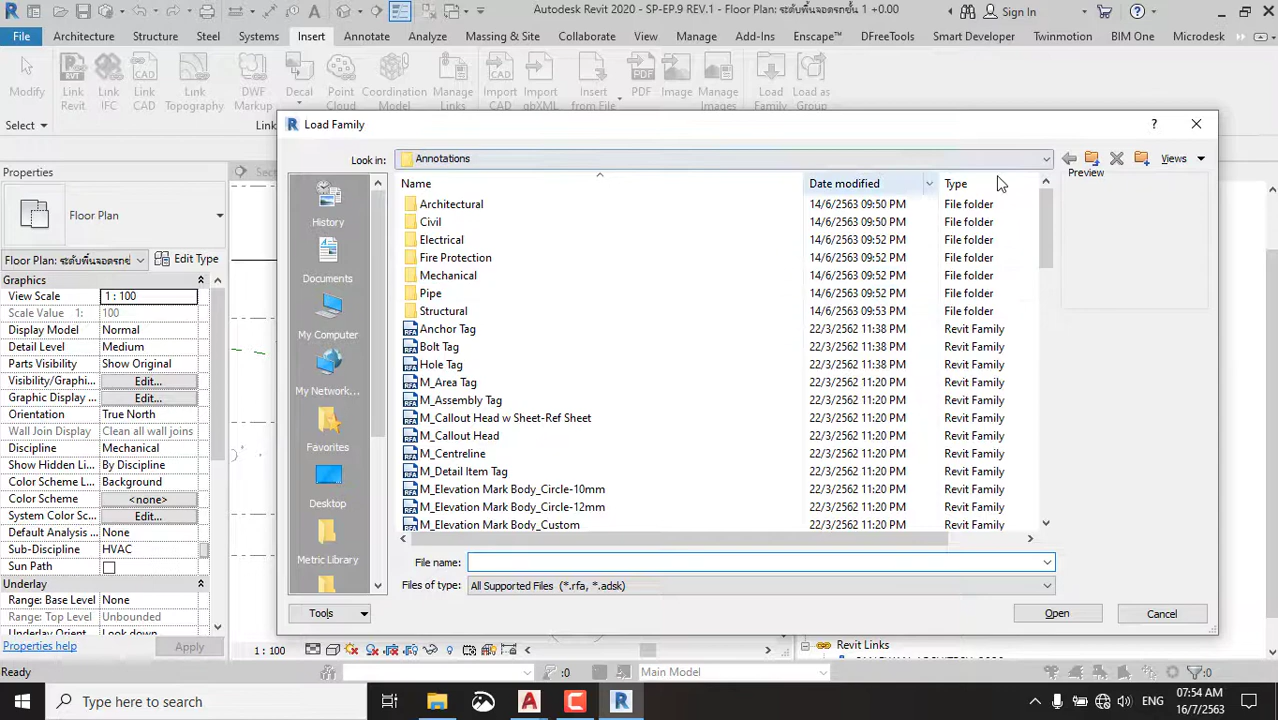 Autodesk Revit 2020 - SP-EP.9 REV.1 - Floor Plan: ระดับพื้นจอดรถชั้น 1 +0.00
Sign In
File Architecture Structure Steel Systems Insert Annotate Analyze Massing & Site Collaborate View Manage Add-Ins Enscape™ DFreeTools Smart Developer Twinmotion BIM One Microdesk
Modify
Link Revit
Link IFC
Link CAD
Link Topography
DWF Markup
Decal
Point Cloud
Coordination Model
Manage Links
Import CAD
Import gbXML
Insert from File
PDF
Image
Manage Images
Load Family
Load as Group
Select
Link
Load Family
?
Look in:
Annotations
Views
Name Date modified Type
Preview
Architectural 14/6/2563 09:50 PM File folder
Civil 14/6/2563 09:50 PM File folder
Electrical 14/6/2563 09:52 PM File folder
Fire Protection 14/6/2563 09:52 PM File folder
Mechanical 14/6/2563 09:52 PM File folder
Pipe 14/6/2563 09:52 PM File folder
Structural 14/6/2563 09:53 PM File folder
Anchor Tag 22/3/2562 11:38 PM Revit Family
Bolt Tag 22/3/2562 11:38 PM Revit Family
Hole Tag 22/3/2562 11:38 PM Revit Family
M_Area Tag 22/3/2562 11:20 PM Revit Family
M_Assembly Tag 22/3/2562 11:20 PM Revit Family
M_Callout Head w Sheet-Ref Sheet 22/3/2562 11:20 PM Revit Family
M_Callout Head 22/3/2562 11:20 PM Revit Family
M_Centreline 22/3/2562 11:20 PM Revit Family
M_Detail Item Tag 22/3/2562 11:20 PM Revit Family
M_Elevation Mark Body_Circle-10mm 22/3/2562 11:20 PM Revit Family
M_Elevation Mark Body_Circle-12mm 22/3/2562 11:20 PM Revit Family
M_Elevation Mark Body_Custom 22/3/2562 11:20 PM Revit Family
History
Documents
My Computer
My Network...
Favorites
Desktop
Metric Library
File name:
Files of type: All Supported Files (*.rfa, *.adsk)
Tools
Open
Cancel
Properties
Floor Plan
Floor Plan: ระดับพื้นจอดรถชั้
Edit Type
Graphics
View Scale 1 : 100
Scale Value 1: 100
Display Model Normal
Detail Level Medium
Parts Visibility Show Original
Visibility/Graphi... Edit...
Graphic Display ... Edit...
Orientation True North
Wall Join Display Clean all wall joins
Discipline Mechanical
Show Hidden Li... By Discipline
Color Scheme L... Background
Color Scheme <none>
System Color Sc... Edit...
Default Analysis ... None
Sub-Discipline HVAC
Sun Path
Underlay
Range: Base Level None
Range: Top Level Unbounded
Underlay Orient... Look down
Properties help
Apply
1 : 100
Revit Links
Ready
:0
Main Model
:0
Type here to search
ENG
07:54 AM
16/7/2563